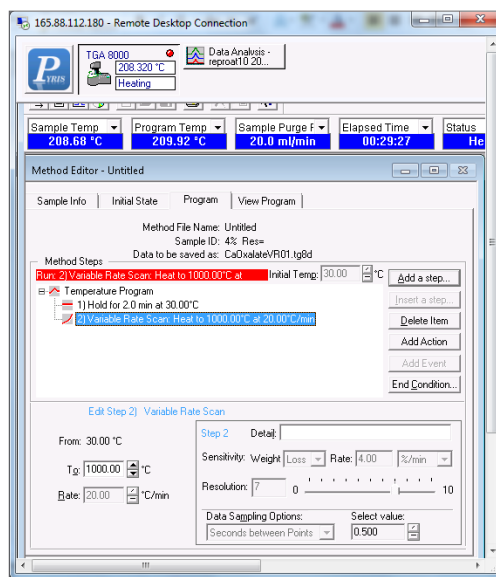 165.88.112.180 - Remote Desktop Connection
PYRIS
TGA 8000
208.320 °C
Heating
Data Analysis -
reproat10 20...
Sample Temp Program Temp Sample Purge F Elapsed Time Status
208.68 °C 209.92 °C 20.0 ml/min 00:29:27 He
Method Editor - Untitled
Sample Info Initial State Program View Program
Method File Name: Untitled
Sample ID: 4% Res=
Data to be saved as: CaOxalateVR01.tg8d
Method Steps
Run: 2) Variable Rate Scan: Heat to 1000.00°C at Initial Temp: 30.00 °C
Add a step...
Temperature Program
Insert a step...
1) Hold for 2.0 min at 30.00°C
2) Variable Rate Scan: Heat to 1000.00°C at 20.00°C/min
Delete Item
Add Action
Add Event
End Condition...
Edit Step 2) Variable Rate Scan
Step 2 Detail:
From: 30.00 °C
Sensitivity: Weight Loss Rate: 4.00 %/min
To: 1000.00 °C
Resolution: 7 0 10
Rate: 20.00 °C/min
Data Sampling Options: Select value:
Seconds between Points 0.500